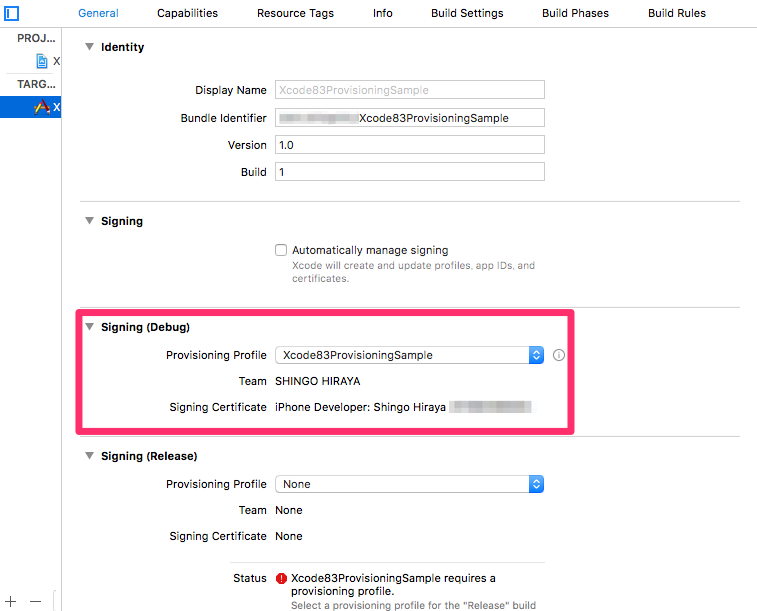 General Capabilities Resource Tags Info Build Settings Build Phases Build Rules
PROJ...
X
TARG...
X
Identity
Display Name Xcode83ProvisioningSample
Bundle Identifier Xcode83ProvisioningSample
Version 1.0
Build 1
Signing
Automatically manage signing
Xcode will create and update profiles, app IDs, and
certificates.
Signing (Debug)
Provisioning Profile Xcode83ProvisioningSample
Team SHINGO HIRAYA
Signing Certificate iPhone Developer: Shingo Hiraya
Signing (Release)
Provisioning Profile None
Team None
Signing Certificate None
Status Xcode83ProvisioningSample requires a
provisioning profile.
Select a provisioning profile for the "Release" build